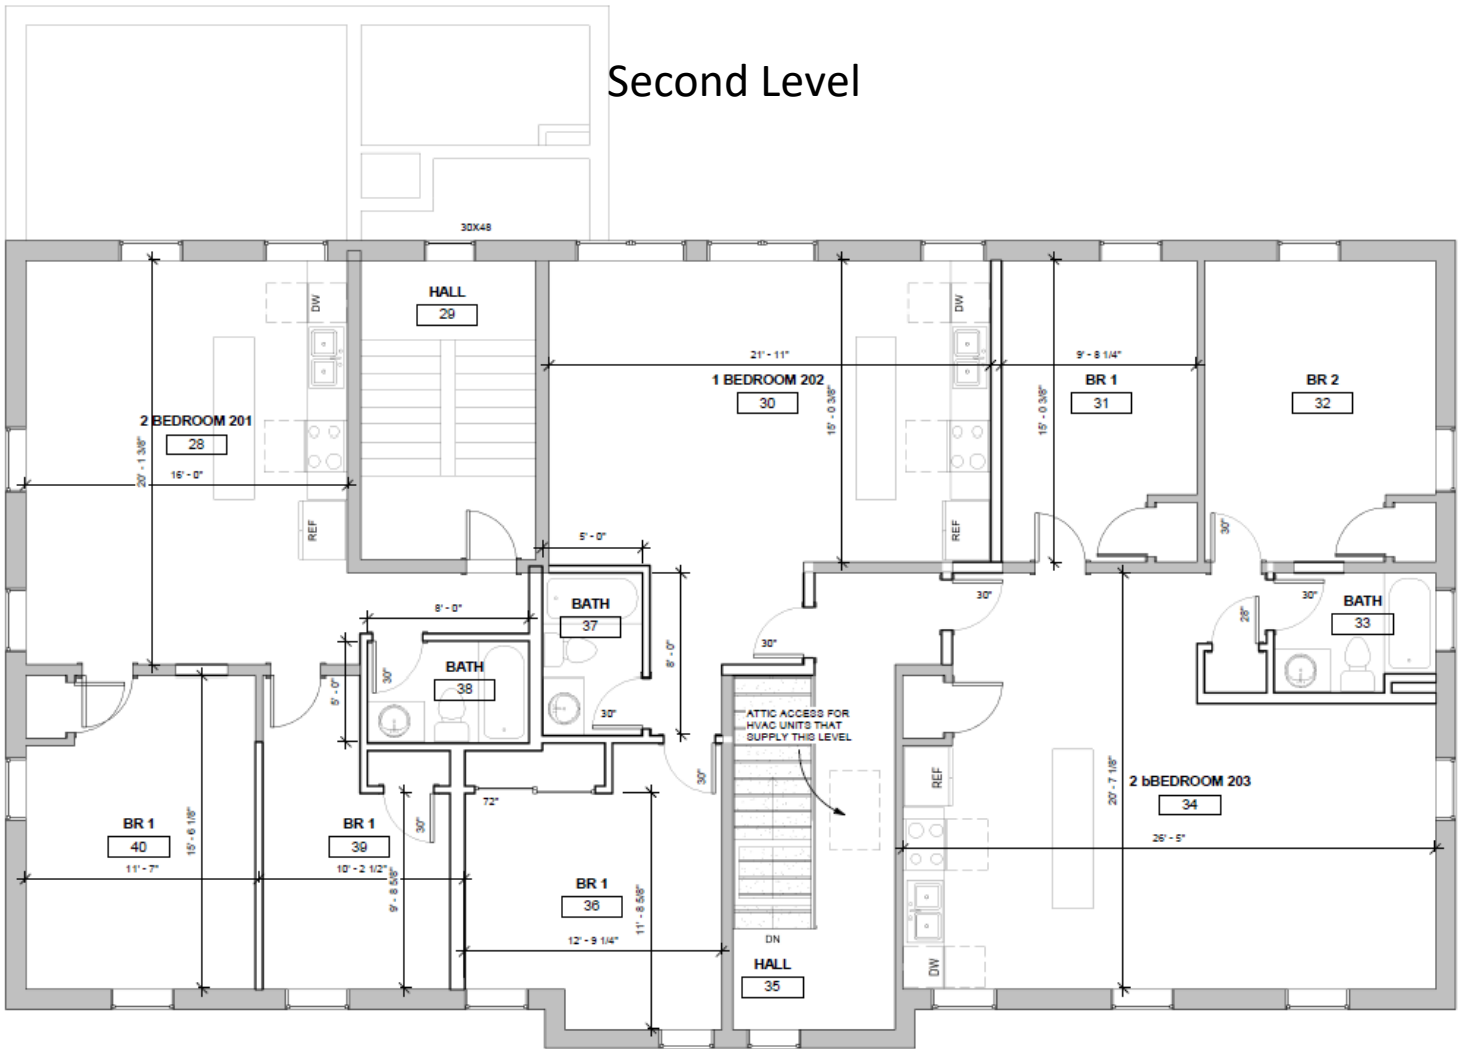 Second Level
30X48
HALL
29
DW
DW
21' - 11"
9' - 8 1/4"
1 BEDROOM 202
30
BR 1
31
BR 2
32
15' - 0 3/8"
15' - 0 3/8"
2 BEDROOM 201
28
20' - 1 3/8"
16' - 0"
REF
REF
5' - 0"
30"
BATH
37
8' - 0"
30"
28"
30"
BATH
33
30"
8' - 0"
BATH
38
30"
5' - 0"
30"
ATTIC ACCESS FOR
HVAC UNITS THAT
SUPPLY THIS LEVEL
30"
72"
REF
2 bBEDROOM 203
34
20' - 7 1/8"
26' - 5"
BR 1
40
11' - 7"
15' - 6 1/8"
BR 1
39
30"
10' - 2 1/2"
9' - 8 5/8"
BR 1
36
11' - 8 5/8"
12' - 9 1/4"
DN
HALL
35
DW